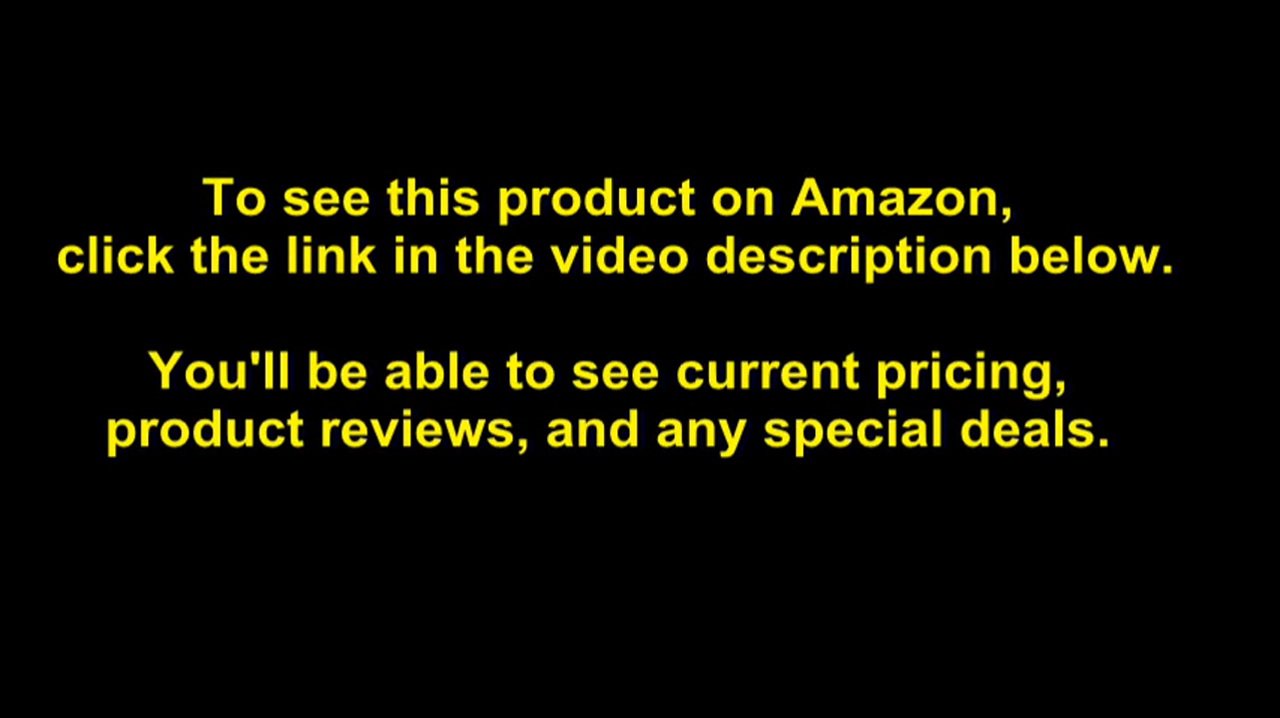 To see this product on Amazon,
click the link in the video description below.
You'll be able to see current pricing,
product reviews, and any special deals.